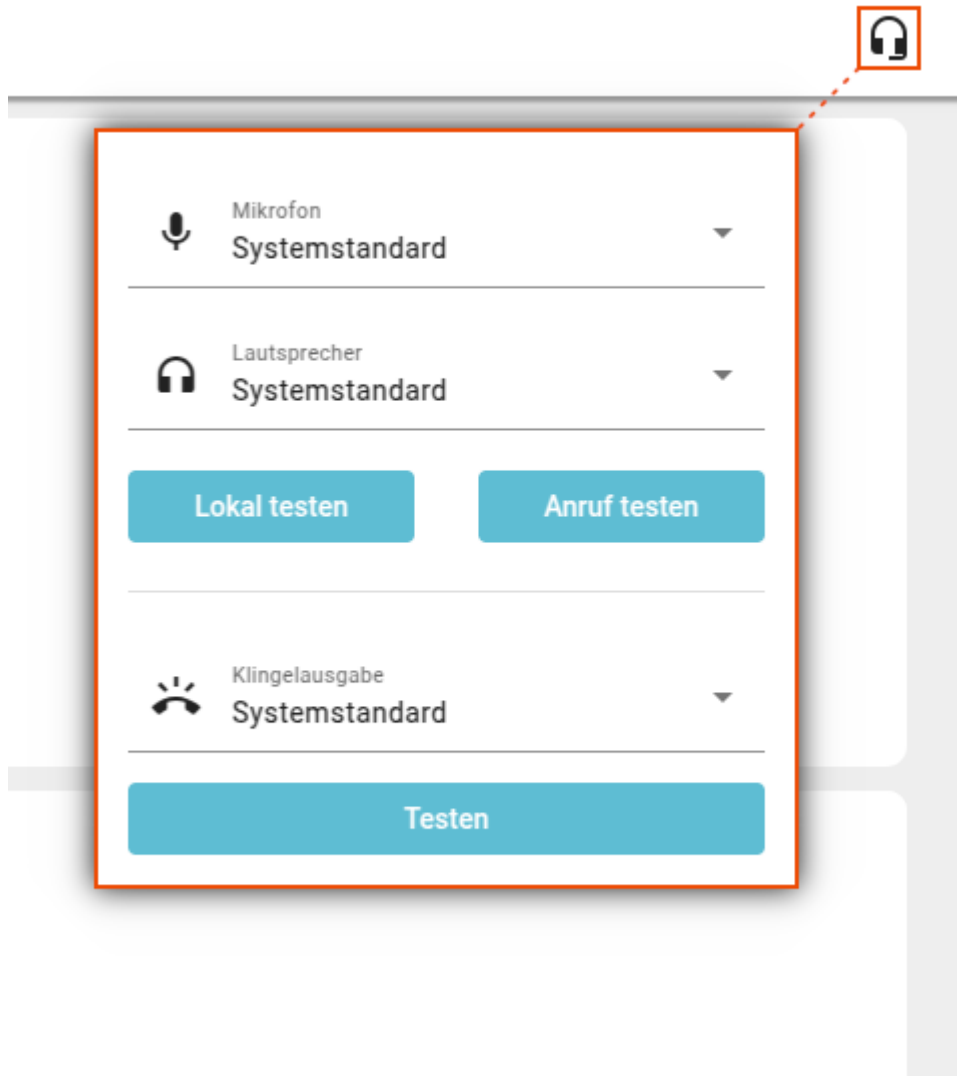 Mikrofon
Systemstandard
Lautsprecher
Systemstandard
Lokal testen
Anruf testen
Klingelausgabe
Systemstandard
Testen